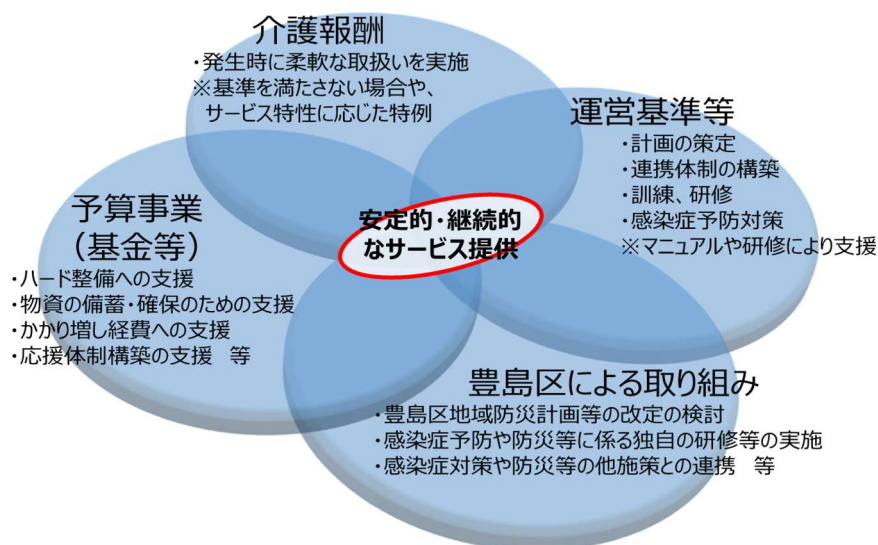 介護報酬
・発生時に柔軟な取扱いを実施
※基準を満たさない場合や、
サービス特性に応じた特例
運営基準等
・計画の策定
・連携体制の構築
・訓練、研修
・感染症予防対策
※マニュアルや研修により支援
予算事業
（基金等）
・ハード整備への支援
・物資の備蓄・確保のための支援
・かかり増し経費への支援
・応援体制構築の支援　等
安定的・継続的
なサービス提供
豊島区による取り組み
・豊島区地域防災計画等の改定の検討
・感染症予防や防災等に係る独自の研修等の実施
・感染症対策や防災等の他施策との連携　等